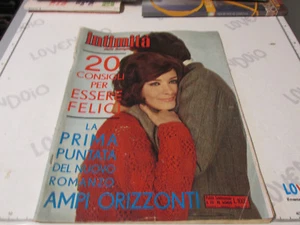 Intimità
20
CONSIGLI
PER
ESSERE
FELICI
LA
PRIMA
PUNTATA
DEL NUOVO
ROMANZO
AMPI ORIZZONTI